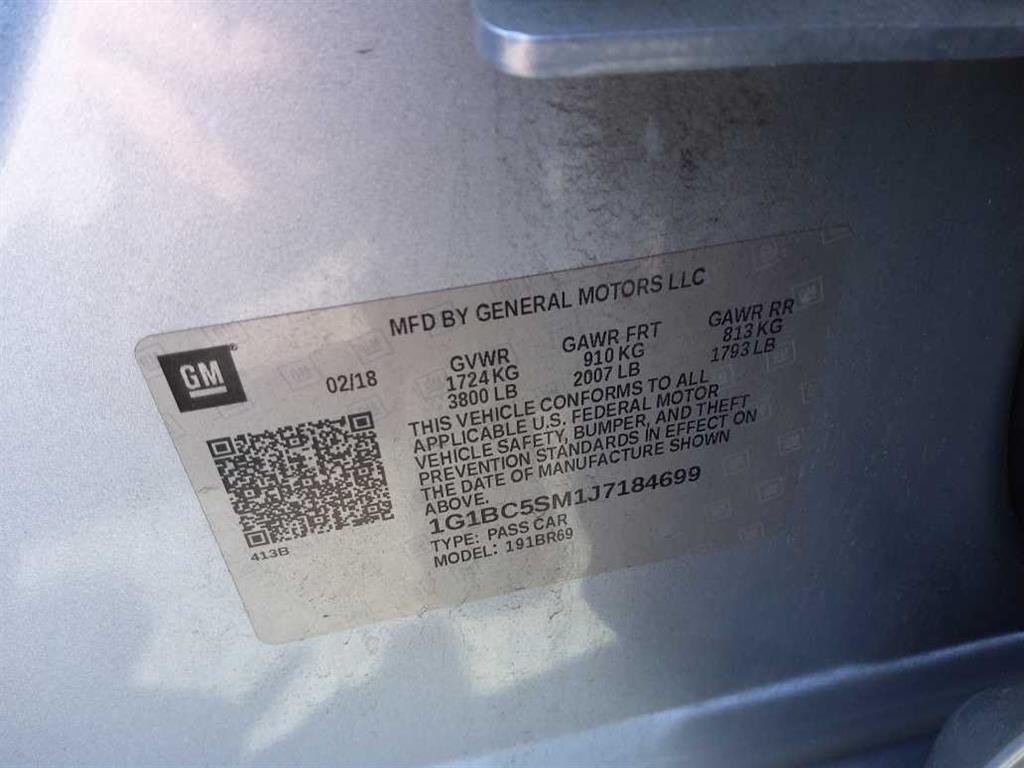 MFD BY GENERAL MOTORS LLC
GM
02/18
GVWR GAWR FRT GAWR RR
1724 KG 910 KG 813 KG
3800 LB 2007 LB 1793 LB
THIS VEHICLE CONFORMS TO ALL
APPLICABLE U.S. FEDERAL MOTOR
VEHICLE SAFETY, BUMPER, AND THEFT
PREVENTION STANDARDS IN EFFECT ON
THE DATE OF MANUFACTURE SHOWN
ABOVE.
1G1BC5SM1J7184699
TYPE: PASS CAR
MODEL: 191BR69
413B